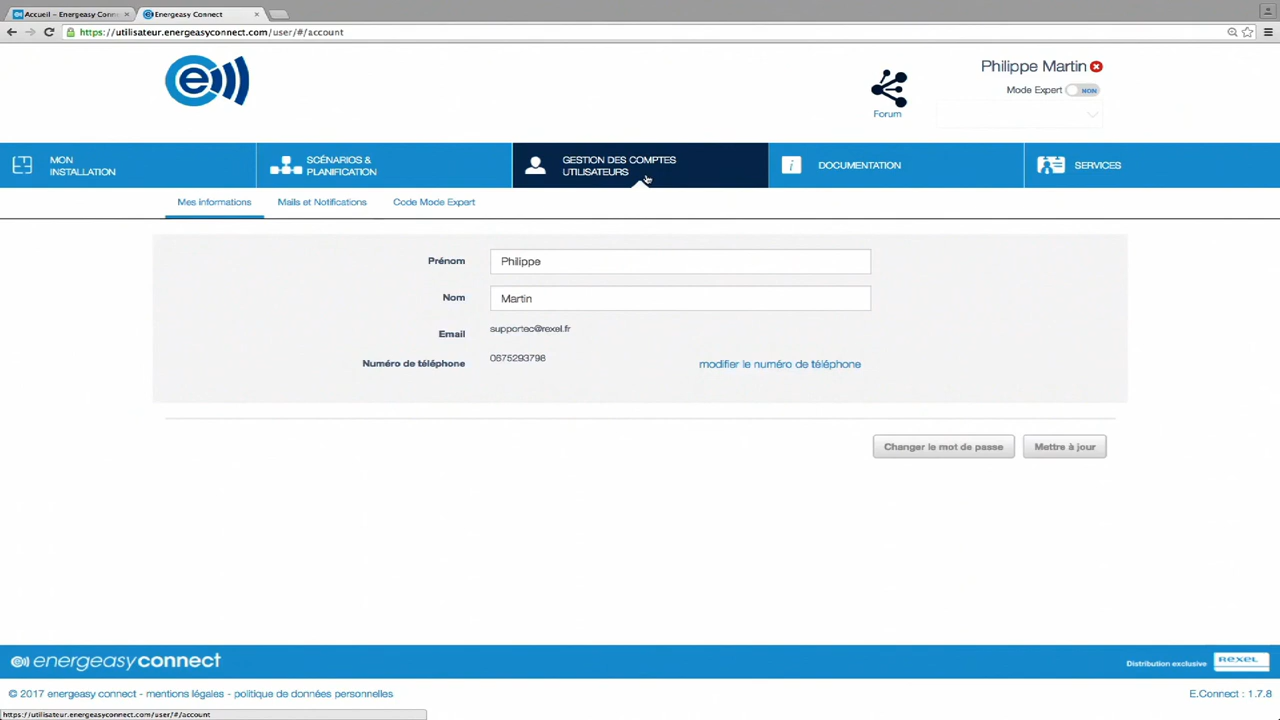 Accueil – Energeasy Conn
Energeasy Connect
https://utilisateur.energeasyconnect.com/user/#/account
Philippe Martin
Mode Expert NON
Forum
MON
INSTALLATION
SCÉNARIOS &
PLANIFICATION
GESTION DES COMPTES
UTILISATEURS
DOCUMENTATION
SERVICES
Mes informations
Mails et Notifications
Code Mode Expert
Prénom
Philippe
Nom
Martin
Email
supportec@rexel.fr
Numéro de téléphone
0675293798
modifier le numéro de téléphone
Changer le mot de passe
Mettre à jour
energeasyconnect
Distribution exclusive
REXEL
© 2017 energeasy connect - mentions légales - politique de données personnelles
E.Connect : 1.7.8
https://utilisateur.energeasyconnect.com/user/#/account